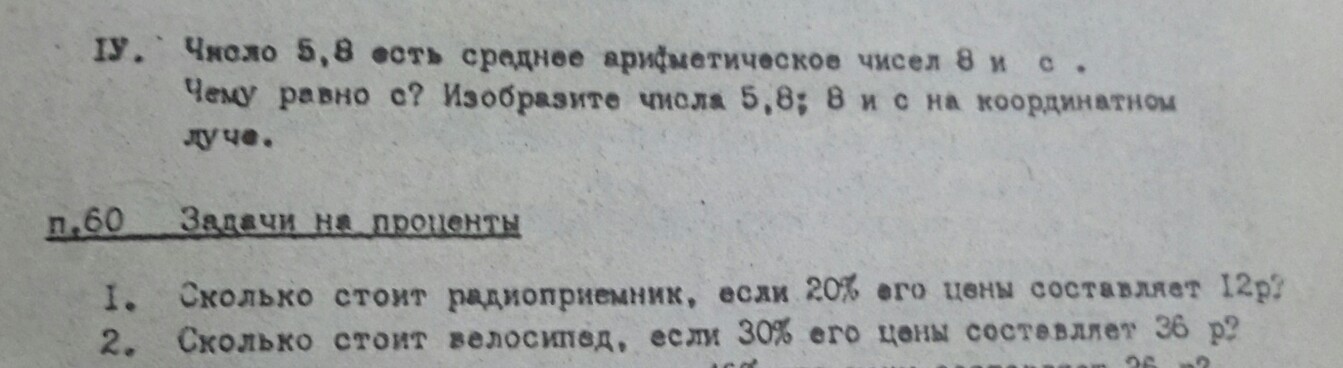 IУ. Число 5,8 есть среднее арифметическое чисел 8 и с .
Чему равно с? Изобразите числа 5,8; 8 и с на координатном
луче.
п.60 Задачи на проценты
I. Сколько стоит радиоприемник, если 20% его цены составляет I2р?
2. Сколько стоит велосипед, если 30% его цены составляет 36 р?